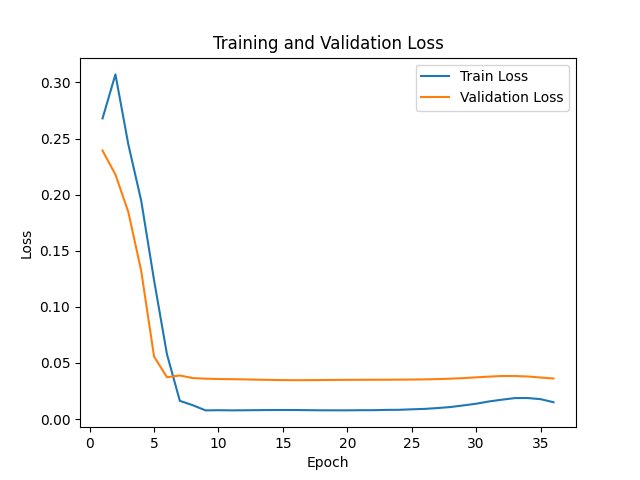 Training and Validation Loss
Train Loss
Validation Loss
0.30
0.25
0.20
0.15
0.10
0.05
0.00
Loss
0 5 10 15 20 25 30 35
Epoch